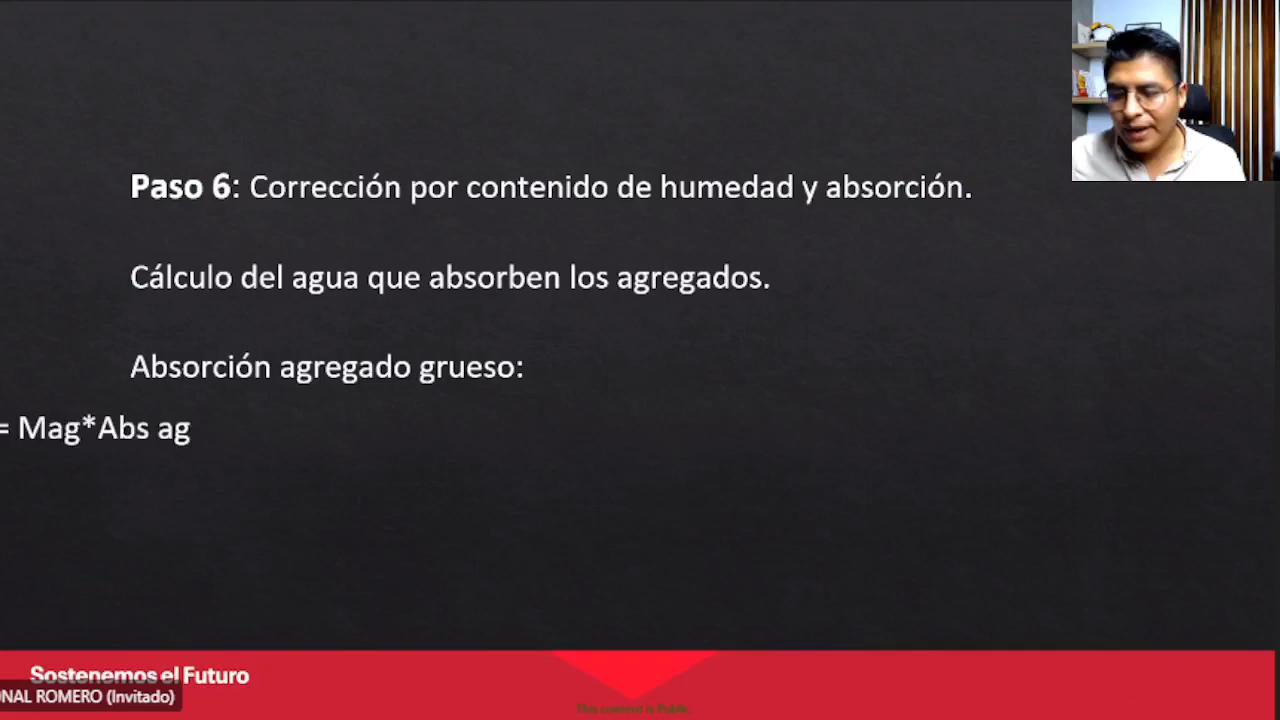 Paso 6: Corrección por contenido de humedad y absorción.
Cálculo del agua que absorben los agregados.
Absorción agregado grueso:
= Mag*Abs ag
Sostenemos el Futuro
ONAL ROMERO (Invitado)
This content is Public.